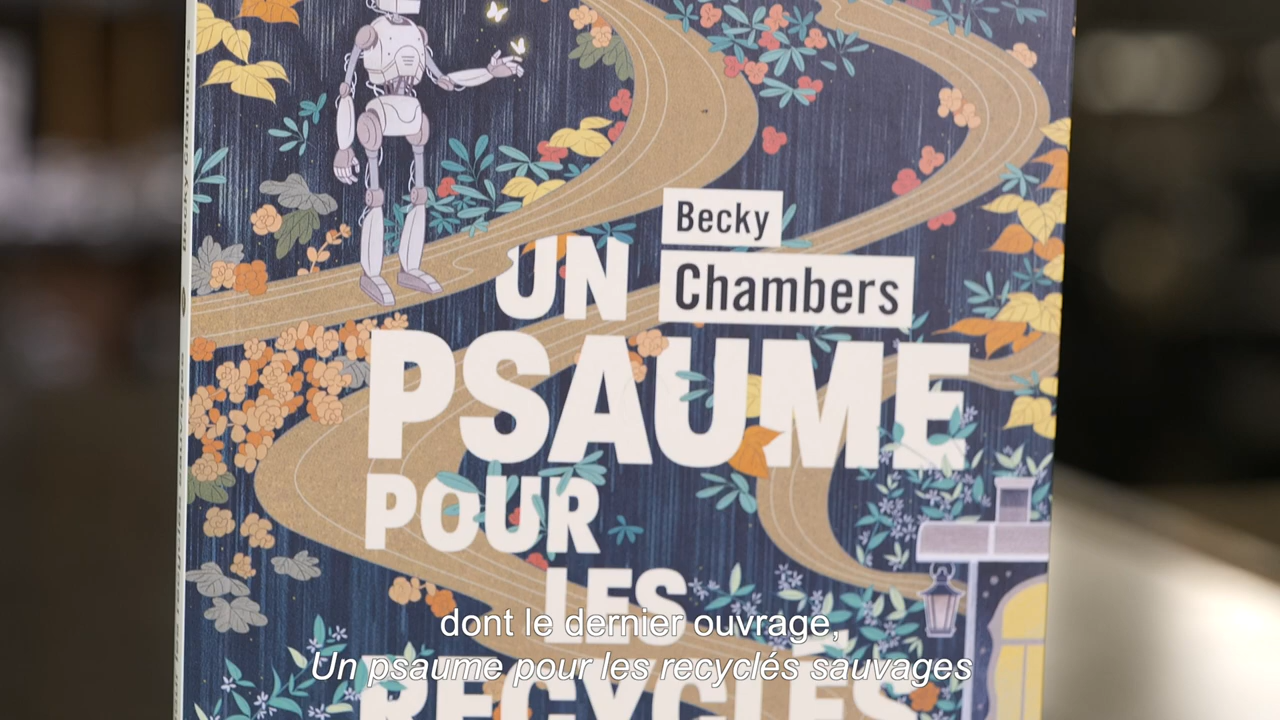 Becky
Chambers
UN
PSAUME
POUR
LES
RECYCLÉS
dont le dernier ouvrage,
Un psaume pour les recyclés sauvages